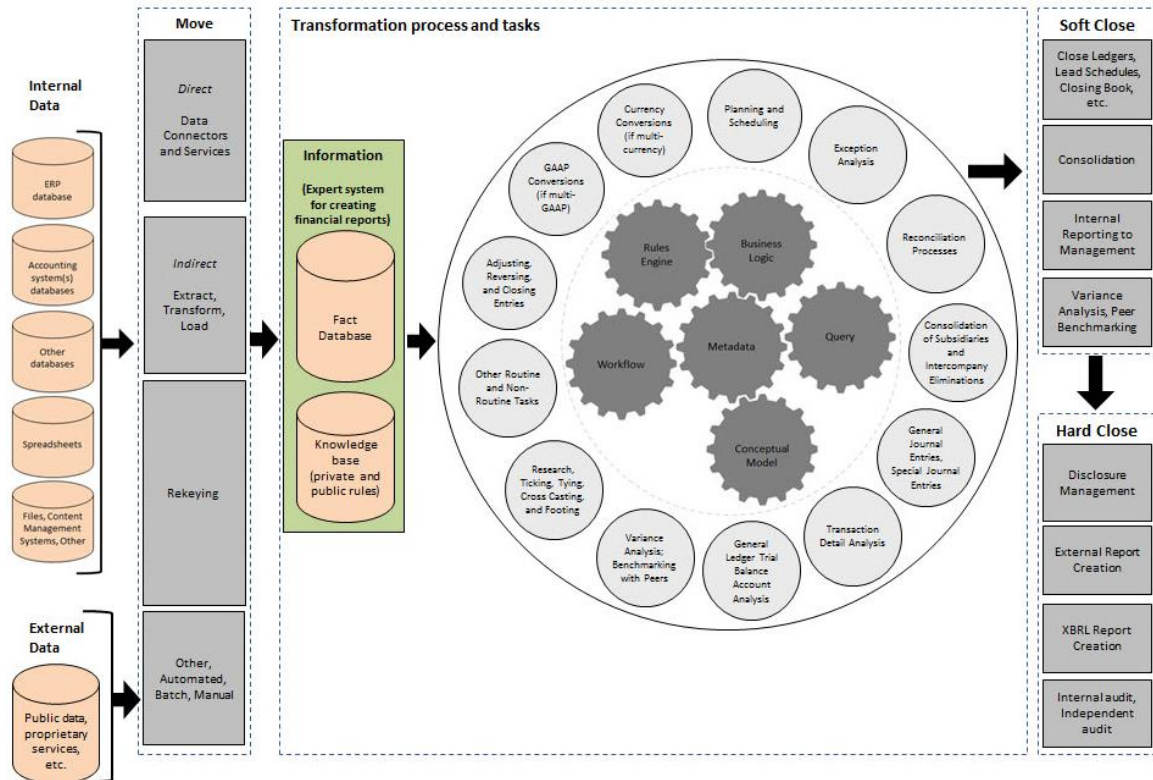 Internal
Data
ERP
database
Accounting
system(s)
databases
Other
databases
Spreadsheets
Files, Content
Management
Systems, Other
External
Data
Public data,
proprietary
services,
etc.
Move
Direct
Data
Connectors
and Services
Indirect
Extract,
Transform,
Load
Rekeying
Other,
Automated,
Batch, Manual
Transformation process and tasks
Information
(Expert system
for creating
financial reports)
Fact
Database
Knowledge
base
(private and
public rules)
Planning and
Scheduling
Exception
Analysis
Reconciliation
Processes
Consolidation
of Subsidiaries
and
Intercompany
Eliminations
General
Journal
Entries,
Special Journal
Entries
Transaction
Detail Analysis
General
Ledger Trial
Balance
Account
Analysis
Variance
Analysis;
Benchmarking
with Peers
Research,
Ticking, Tying,
Cross Casting,
and Footing
Other Routine
and Non-
Routine Tasks
Adjusting,
Reversing,
and Closing
Entries
GAAP
Conversions
(if multi-
GAAP)
Currency
Conversions
(if multi-
currency)
Rules
Engine
Business
Logic
Workflow
Metadata
Query
Conceptual
Model
Soft Close
Close Ledgers,
Lead Schedules,
Closing Book,
etc.
Consolidation
Internal
Reporting to
Management
Variance
Analysis, Peer
Benchmarking
Hard Close
Disclosure
Management
External Report
Creation
XBRL Report
Creation
Internal audit,
Independent
audit